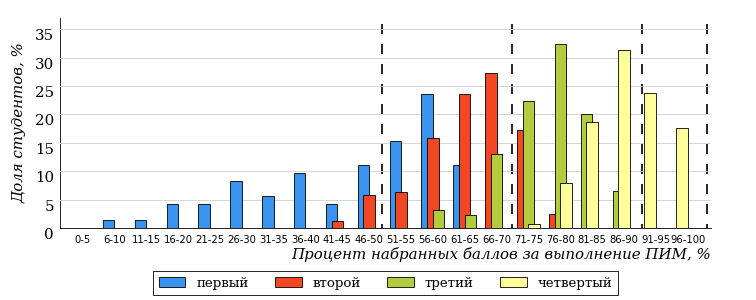 Доля студентов, %
35
30
25
20
15
10
5
0
0-5 6-10 11-15 16-20 21-25 26-30 31-35 36-40 41-45 46-50 51-55 56-60 61-65 66-70 71-75 76-80 81-85 86-90 91-95 96-100
Процент набранных баллов за выполнение ПИМ, %
первый второй третий четвертый